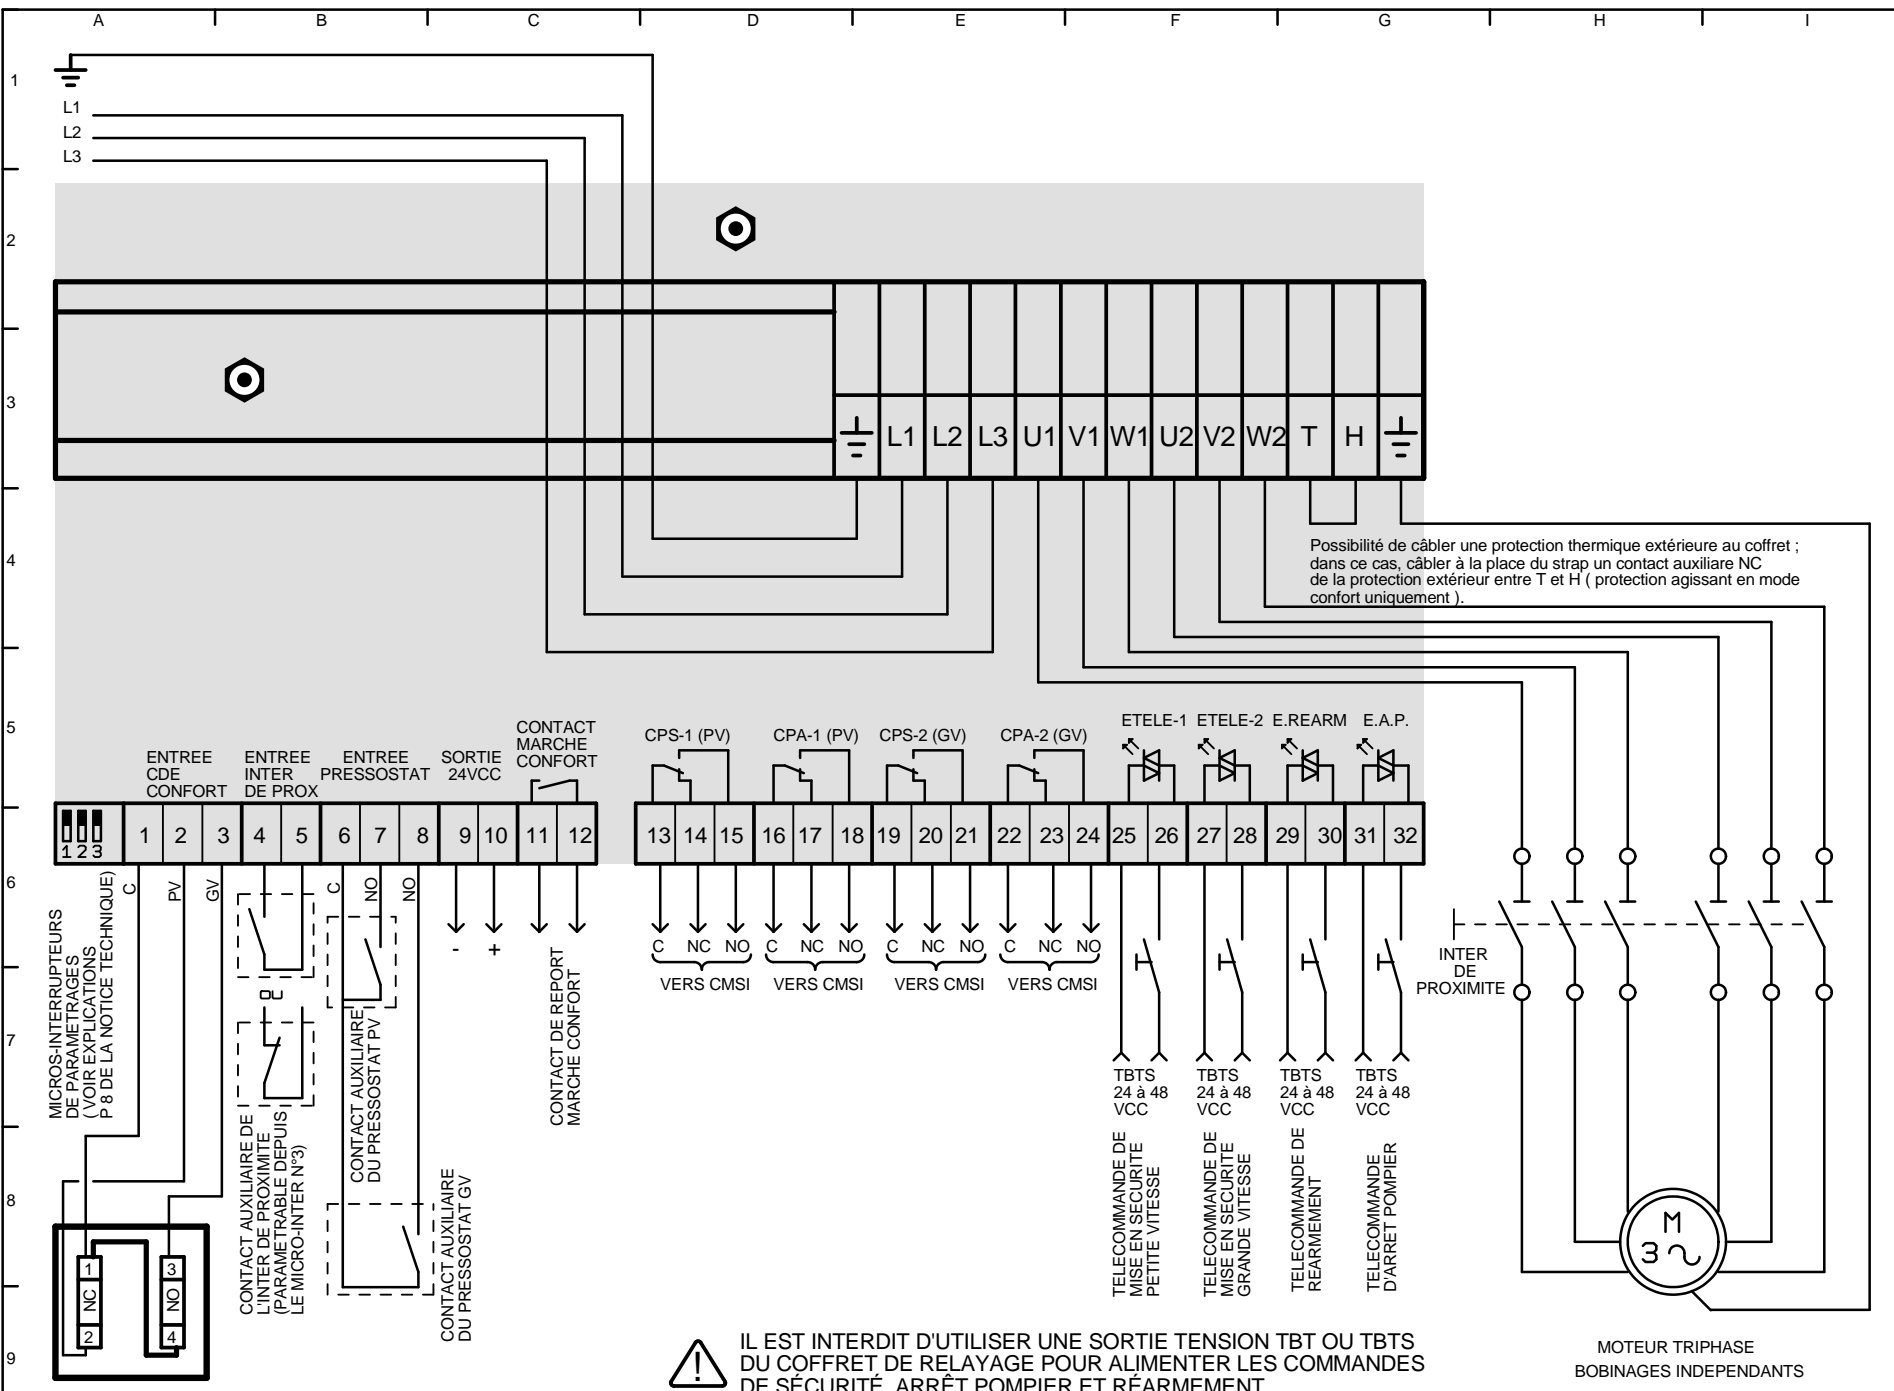 A B C D E F G H I
1
L1
L2
L3
2
3
L1 L2 L3 U1 V1 W1 U2 V2 W2 T H
4
Possibilité de câbler une protection thermique extérieure au coffret ;
dans ce cas, câbler à la place du strap un contact auxiliare NC
de la protection extérieur entre T et H ( protection agissant en mode
confort uniquement ).
5
ENTREE
CDE
CONFORT
ENTREE
INTER
DE PROX
ENTREE
PRESSOSTAT
SORTIE
24VCC
CONTACT
MARCHE
CONFORT
CPS-1 (PV)
CPA-1 (PV)
CPS-2 (GV)
CPA-2 (GV)
ETELE-1
ETELE-2
E.REARM
E.A.P.
1 2 3
1 2 3 4 5 6 7 8 9 10 11 12
13 14 15 16 17 18 19 20 21 22 23 24 25 26 27 28 29 30 31 32
6
C PV GV
C NO NO
- +
C NC NO C NC NO C NC NO C NC NO
VERS CMSI
VERS CMSI
VERS CMSI
VERS CMSI
MICROS-INTERRUPTEURS
DE PARAMETRAGES
( VOIR EXPLICATIONS
P 8 DE LA NOTICE TECHNIQUE)
OU
CONTACT DE REPORT
MARCHE CONFORT
INTER
DE
PROXIMITE
7
CONTACT AUXILIAIRE
DU PRESSOSTAT PV
TBTS
24 à 48
VCC
TBTS
24 à 48
VCC
TBTS
24 à 48
VCC
TBTS
24 à 48
VCC
8
CONTACT AUXILIAIRE DE
L'INTER DE PROXIMITE
(PARAMETRABLE DEPUIS
LE MICRO-INTER N°3)
CONTACT AUXILIAIRE
DU PRESSOSTAT GV
TELECOMMANDE DE
MISE EN SECURITE
PETITE VITESSE
TELECOMMANDE DE
MISE EN SECURITE
GRANDE VITESSE
TELECOMMANDE DE
REARMEMENT
TELECOMMANDE
D'ARRET POMPIER
M
3
1 NC 2
3 NO 4
9
!
IL EST INTERDIT D'UTILISER UNE SORTIE TENSION TBT OU TBTS
DU COFFRET DE RELAYAGE POUR ALIMENTER LES COMMANDES
DE SÉCURITÉ, ARRÊT POMPIER ET RÉARMEMENT
MOTEUR TRIPHASE
BOBINAGES INDEPENDANTS